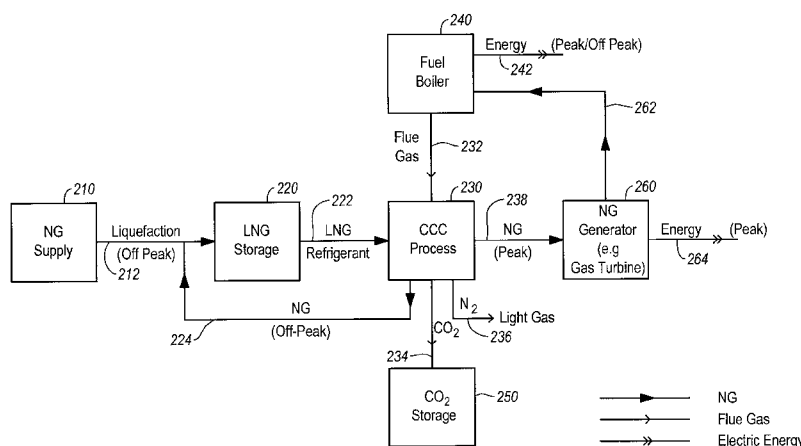 240
Fuel
Boiler
Energy
(Peak/Off Peak)
242
262
Flue
Gas
232
210
NG
Supply
Liquefaction
(Off Peak)
212
220
LNG
Storage
222
LNG
Refrigerant
230
CCC
Process
238
NG
(Peak)
260
NG
Generator
(e.g
Gas Turbine)
Energy
(Peak)
264
NG
(Off-Peak)
224
N₂
Light Gas
236
CO₂
234
CO₂
Storage
250
NG
Flue Gas
Electric Energy